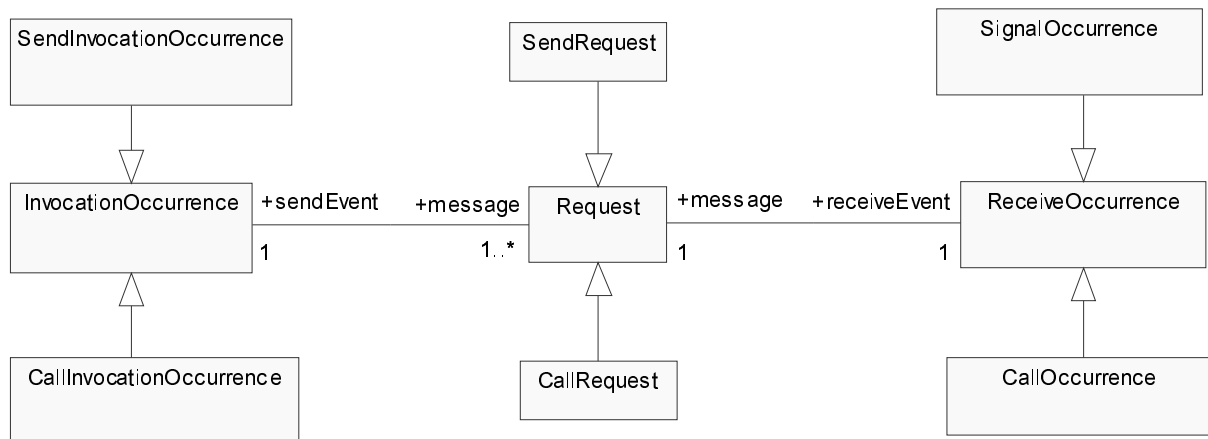 SendInvocationOccurrence
SendRequest
SignalOccurrence
InvocationOccurrence
+sendEvent
+message
Request
+message
+receiveEvent
ReceiveOccurrence
1
1..*
1
1
CallInvocationOccurrence
CallRequest
CallOccurrence